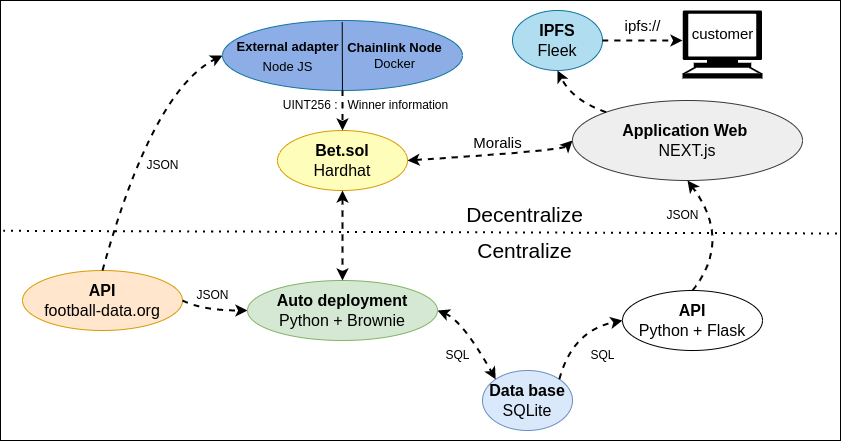 External adapter
Node JS
Chainlink Node
Docker
IPFS
Fleek
ipfs://
customer
UINT256 : Winner information
Bet.sol
Hardhat
Moralis
Application Web
NEXT.js
JSON
JSON
Decentralize
Centralize
API
football-data.org
JSON
Auto deployment
Python + Brownie
API
Python + Flask
SQL
SQL
Data base
SQLite